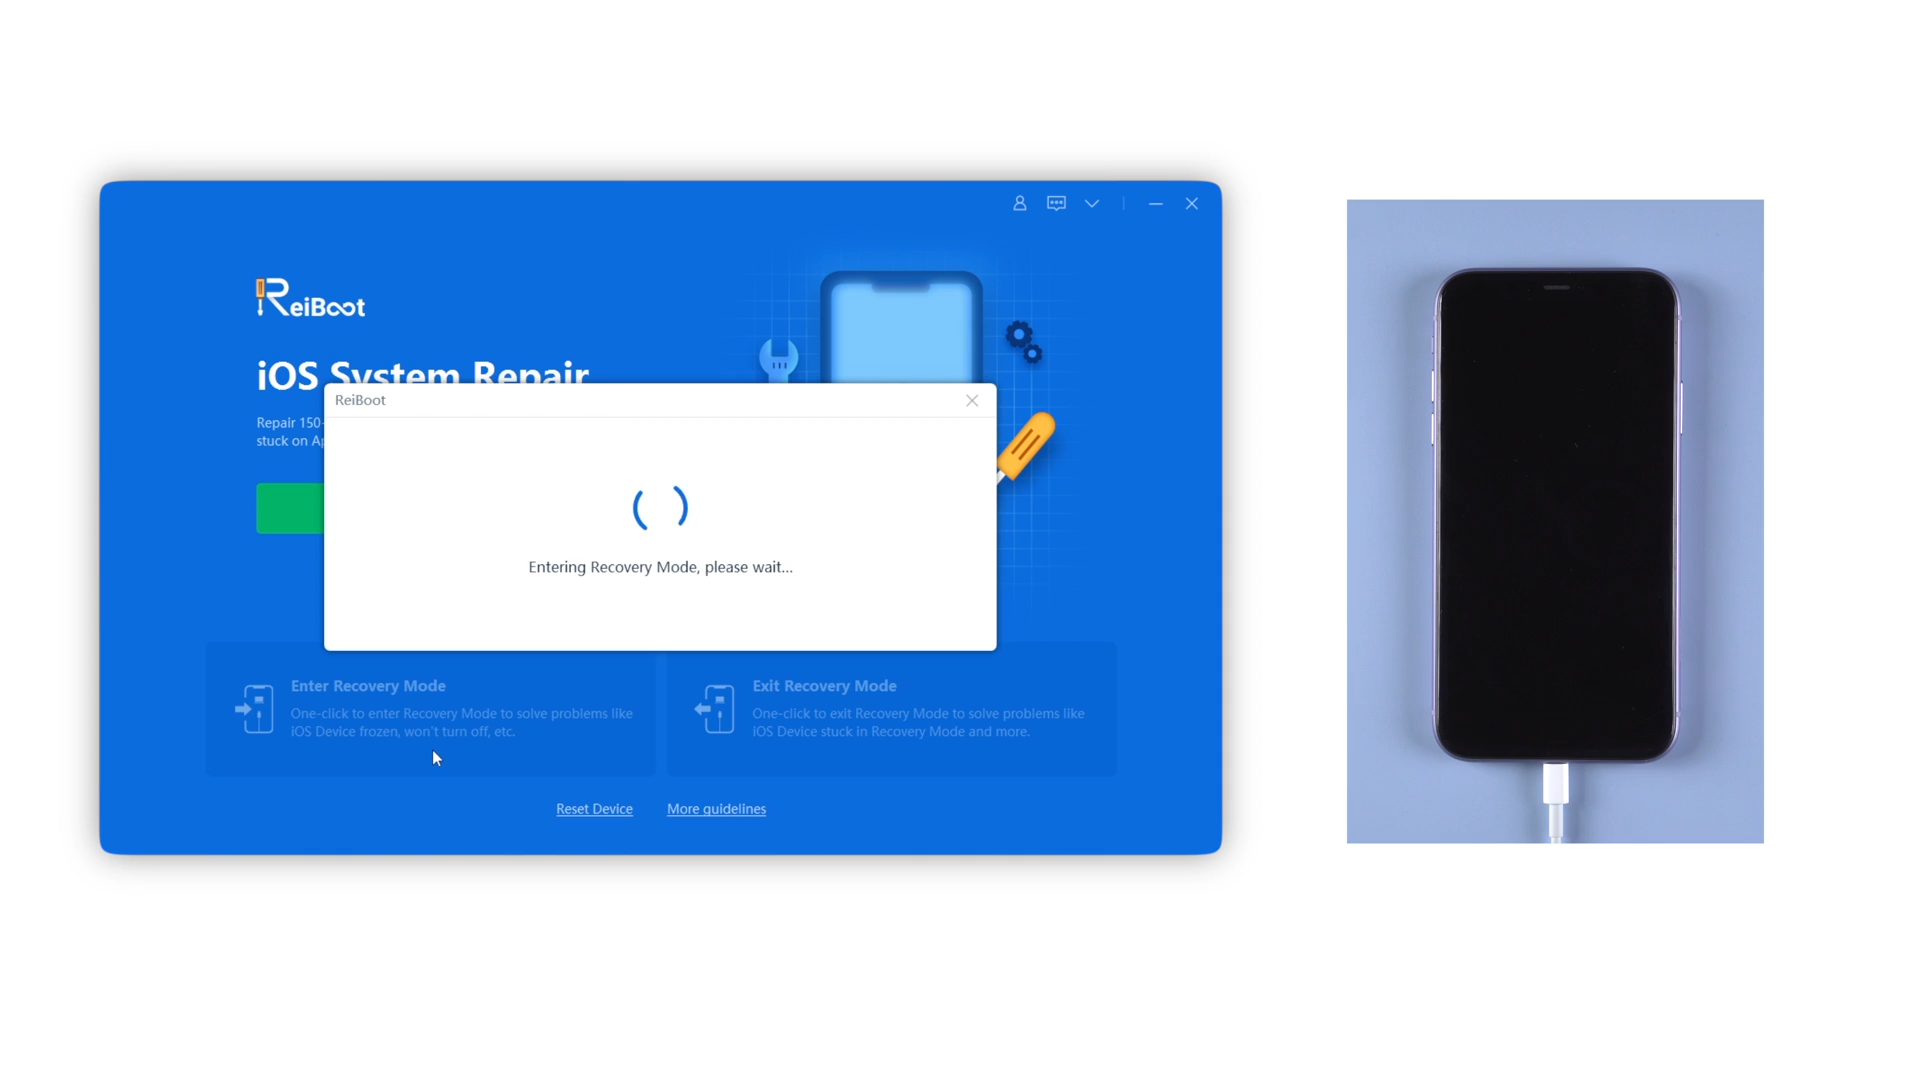 ReiBoot
iOS System Repair
Repair 150
stuck on
ReiBoot
Entering Recovery Mode, please wait...
Enter Recovery Mode
One-click to enter Recovery Mode to solve problems like
iOS Device frozen, won't turn off, etc.
Exit Recovery Mode
One-click to exit Recovery Mode to solve problems like
iOS Device stuck in Recovery Mode and more.
Reset Device
More guidelines